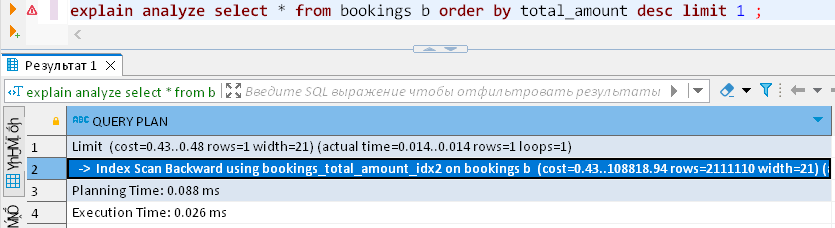 explain analyze select * from bookings b order by total_amount desc limit 1 ;
Результат 1
explain analyze select * from b Введите SQL выражение чтобы отфильтровать результаты
ABC QUERY PLAN
1 Limit (cost=0.43..0.48 rows=1 width=21) (actual time=0.014..0.014 rows=1 loops=1)
2 -> Index Scan Backward using bookings_total_amount_idx2 on bookings b (cost=0.43..108818.94 rows=2111110 width=21) (
3 Planning Time: 0.088 ms
4 Execution Time: 0.026 ms